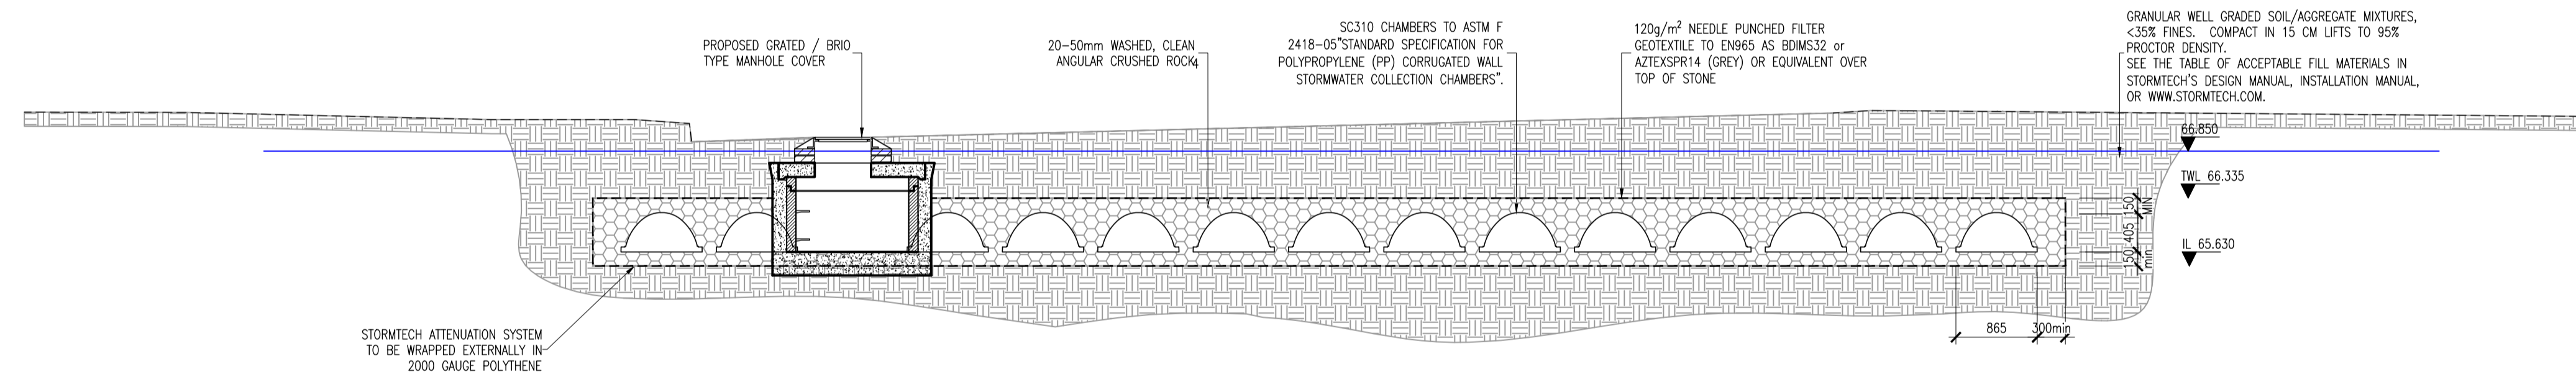 PROPOSED GRATED / BRIO
TYPE MANHOLE COVER
20-50mm WASHED, CLEAN
ANGULAR CRUSHED ROCK4
SC310 CHAMBERS TO ASTM F
2418-05"STANDARD SPECIFICATION FOR
POLYPROPYLENE (PP) CORRUGATED WALL
STORMWATER COLLECTION CHAMBERS".
120g/m² NEEDLE PUNCHED FILTER
GEOTEXTILE TO EN965 AS BDIMS32 or
AZTEXSPR14 (GREY) OR EQUIVALENT OVER
TOP OF STONE
GRANULAR WELL GRADED SOIL/AGGREGATE MIXTURES,
<35% FINES. COMPACT IN 15 CM LIFTS TO 95%
PROCTOR DENSITY.
SEE THE TABLE OF ACCEPTABLE FILL MATERIALS IN
STORMTECH'S DESIGN MANUAL, INSTALLATION MANUAL,
OR WWW.STORMTECH.COM.
66.850
TWL 66.335
IL 65.630
150
MIN
405
150
min
865
300min
STORMTECH ATTENUATION SYSTEM
TO BE WRAPPED EXTERNALLY IN
2000 GAUGE POLYTHENE